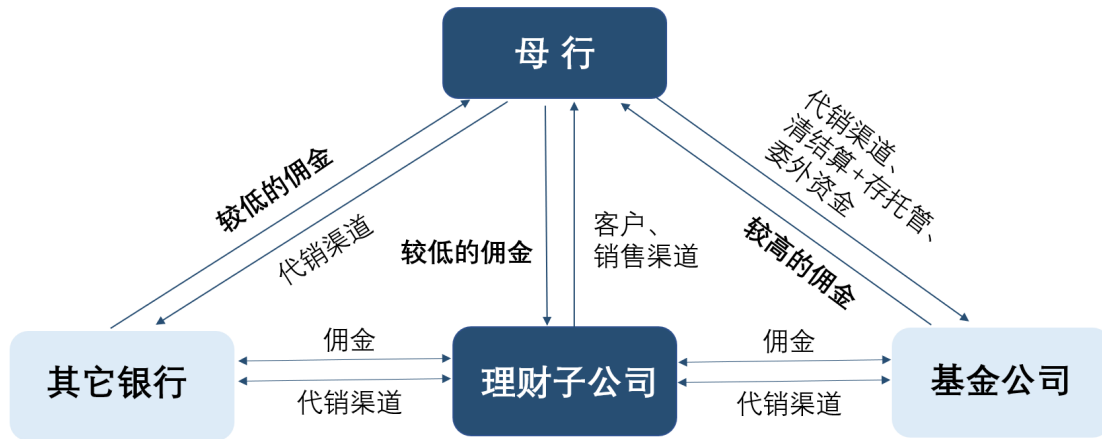 母 行
代销渠道、
清结算+存托管、
委外资金
较低的佣金
代销渠道
较低的佣金
客户、
销售渠道
较高的佣金
其它银行
佣金
代销渠道
理财子公司
佣金
代销渠道
基金公司